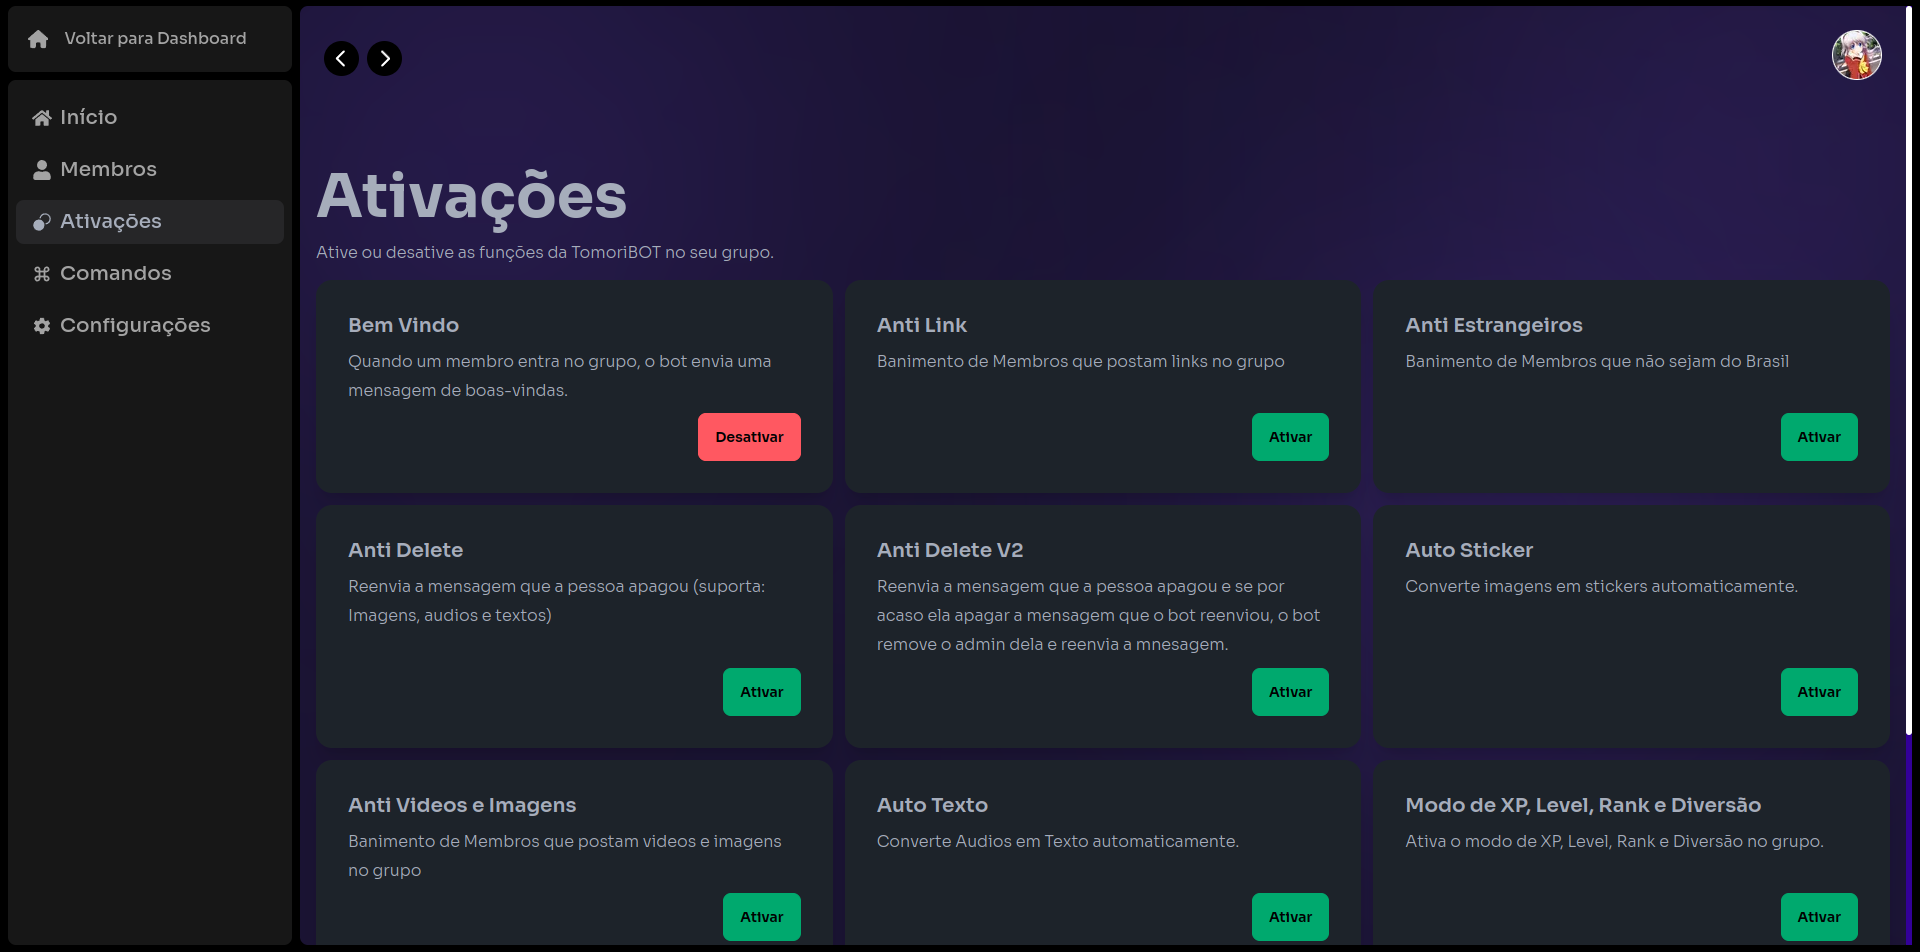 Voltar para Dashboard
Início
Membros
Ativações
Comandos
Configurações
Ativações
Ative ou desative as funções da TomoriBOT no seu grupo.
Bem Vindo
Quando um membro entra no grupo, o bot envia uma
mensagem de boas-vindas.
Desativar
Anti Link
Banimento de Membros que postam links no grupo
Ativar
Anti Estrangeiros
Banimento de Membros que não sejam do Brasil
Ativar
Anti Delete
Reenvia a mensagem que a pessoa apagou (suporta:
Imagens, audios e textos)
Ativar
Anti Delete V2
Reenvia a mensagem que a pessoa apagou e se por
acaso ela apagar a mensagem que o bot reenviou, o bot
remove o admin dela e reenvia a mnesagem.
Ativar
Auto Sticker
Converte imagens em stickers automaticamente.
Ativar
Anti Videos e Imagens
Banimento de Membros que postam videos e imagens
no grupo
Ativar
Auto Texto
Converte Audios em Texto automaticamente.
Ativar
Modo de XP, Level, Rank e Diversão
Ativa o modo de XP, Level, Rank e Diversão no grupo.
Ativar